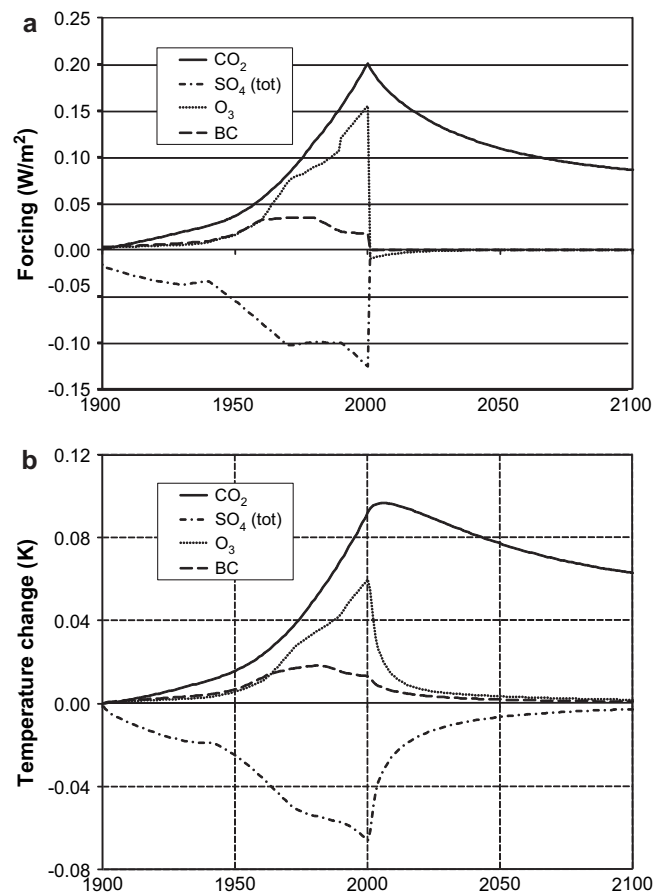 a
0.25
0.20
0.15
0.10
0.05
0.00
-0.05
-0.10
-0.15
Forcing (W/m²)
CO₂
SO₄ (tot)
O₃
BC
1900
1950
2000
2050
2100
b
0.12
0.08
0.04
0.00
-0.04
-0.08
Temperature change (K)
CO₂
SO₄ (tot)
O₃
BC
1900
1950
2000
2050
2100